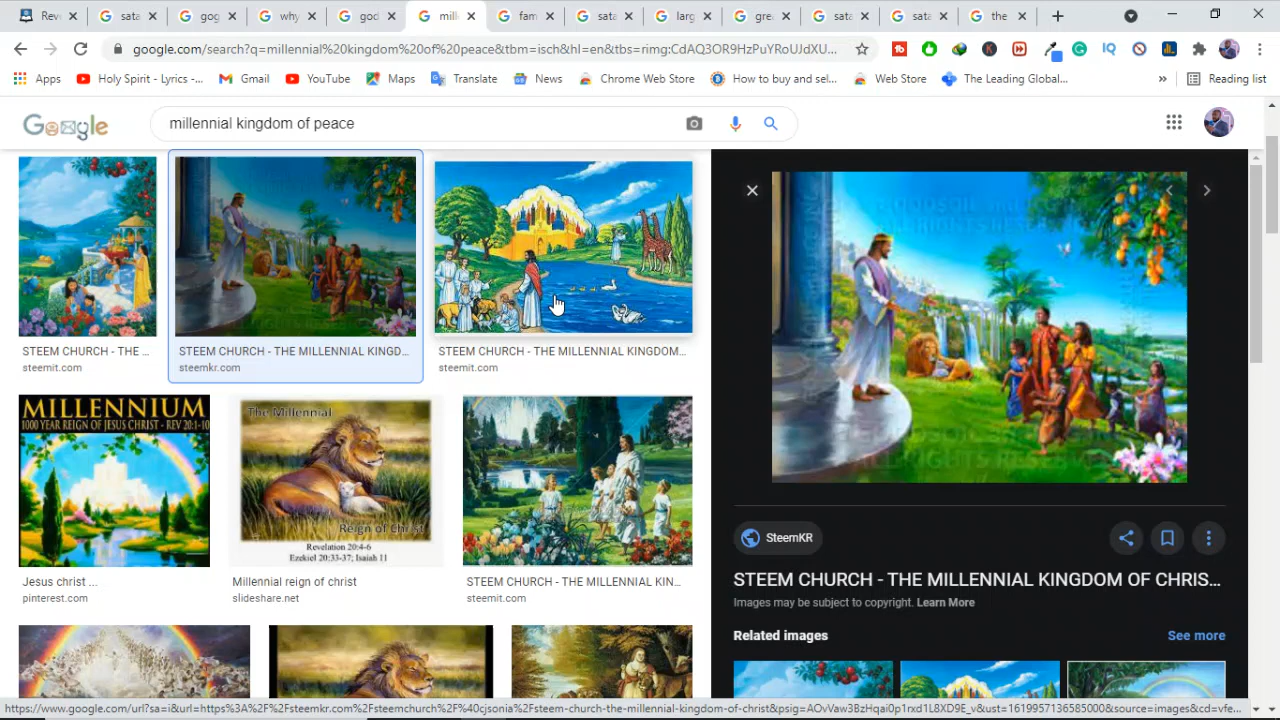 Rev
sata
gog
why
god
mill
fam
sata
larg
grea
sata
sata
the
google.com/search?q=millennial%20kingdom%20of%20peace&tbm=isch&hl=en&tbs=rimg:CdAQ3OR9HzPuYRoUJdXU...
Apps
Holy Spirit - Lyrics -...
Gmail
YouTube
Maps
Translate
News
Chrome Web Store
How to buy and sel...
Web Store
The Leading Global...
»
Reading list
Google
millennial kingdom of peace
STEEM CHURCH - THE ...
steemit.com
STEEM CHURCH - THE MILLENNIAL KINGD...
steemkr.com
STEEM CHURCH - THE MILLENNIAL KINGDOM...
steemit.com
MILLENNIUM
1000 YEAR REIGN OF JESUS CHRIST - REV 20:1-10
Jesus christ ...
pinterest.com
The Millennial
Reign of Christ
Revelation 20:4-6
Ezekiel 20:33-37; Isaiah 11
Millennial reign of christ
slideshare.net
STEEM CHURCH - THE MILLENNIAL KIN...
steemit.com
ALL RIGHTS RESERVED
SteemKR
STEEM CHURCH - THE MILLENNIAL KINGDOM OF CHRIS...
Images may be subject to copyright. Learn More
Related images
See more
https://www.google.com/url?sa=i&url=https%3A%2F%2Fsteemkr.com%2Fsteemchurch%2F%40cjsonia%2Fsteem-church-the-millennial-kingdom-of-christ&psig=AOvVaw3BzHqai0p1rxd1L8XD9E_v&ust=1619957136585000&source=images&cd=vfe...